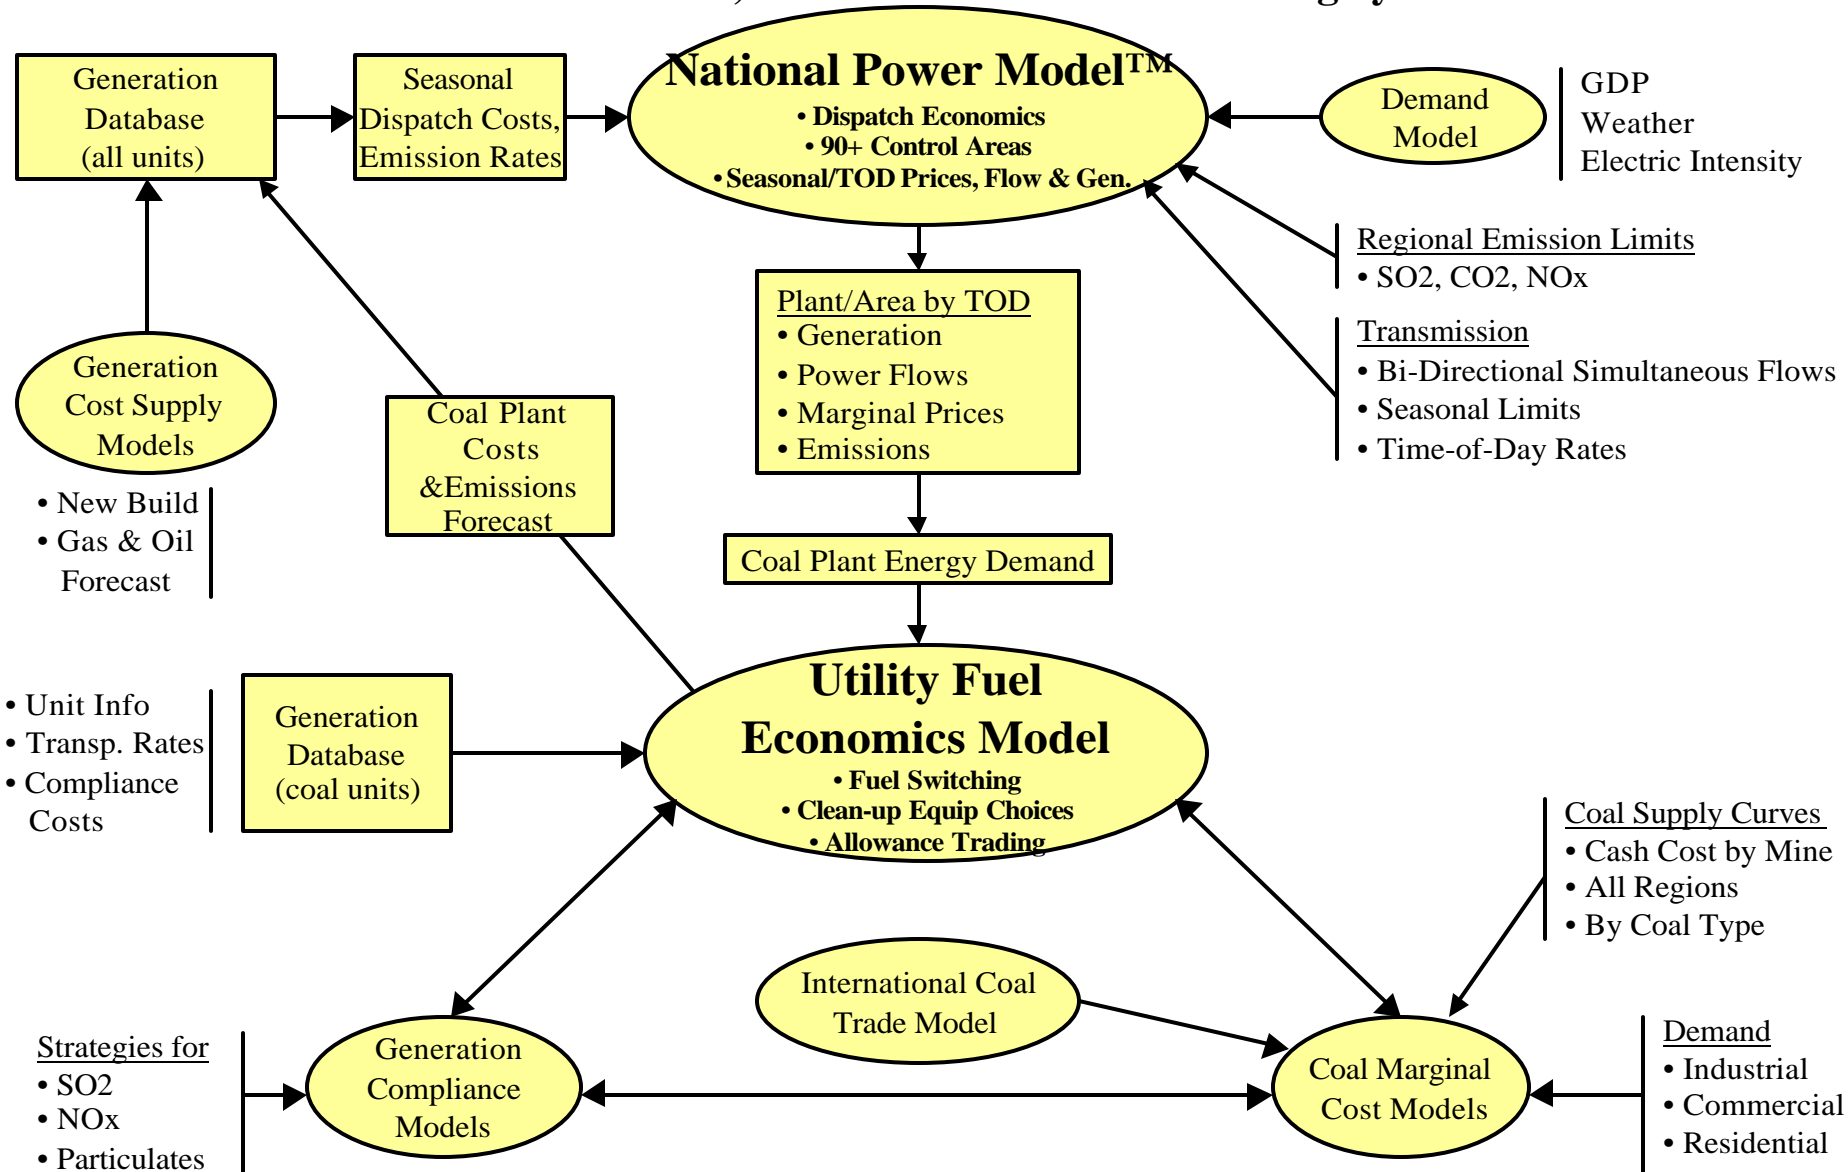 Generation
Database
(all units)
Seasonal
Dispatch Costs,
Emission Rates
National Power Model™
• Dispatch Economics
• 90+ Control Areas
• Seasonal/TOD Prices, Flow & Gen.
Demand
Model
GDP
Weather
Electric Intensity
Regional Emission Limits
• SO2, CO2, NOx
Transmission
• Bi-Directional Simultaneous Flows
• Seasonal Limits
• Time-of-Day Rates
Plant/Area by TOD
• Generation
• Power Flows
• Marginal Prices
• Emissions
Generation
Cost Supply
Models
• New Build
• Gas & Oil
Forecast
Coal Plant
Costs
&Emissions
Forecast
Coal Plant Energy Demand
• Unit Info
• Transp. Rates
• Compliance
Costs
Generation
Database
(coal units)
Utility Fuel
Economics Model
• Fuel Switching
• Clean-up Equip Choices
• Allowance Trading
Coal Supply Curves
• Cash Cost by Mine
• All Regions
• By Coal Type
International Coal
Trade Model
Strategies for
• SO2
• NOx
• Particulates
Generation
Compliance
Models
Coal Marginal
Cost Models
Demand
• Industrial
• Commercial
• Residential